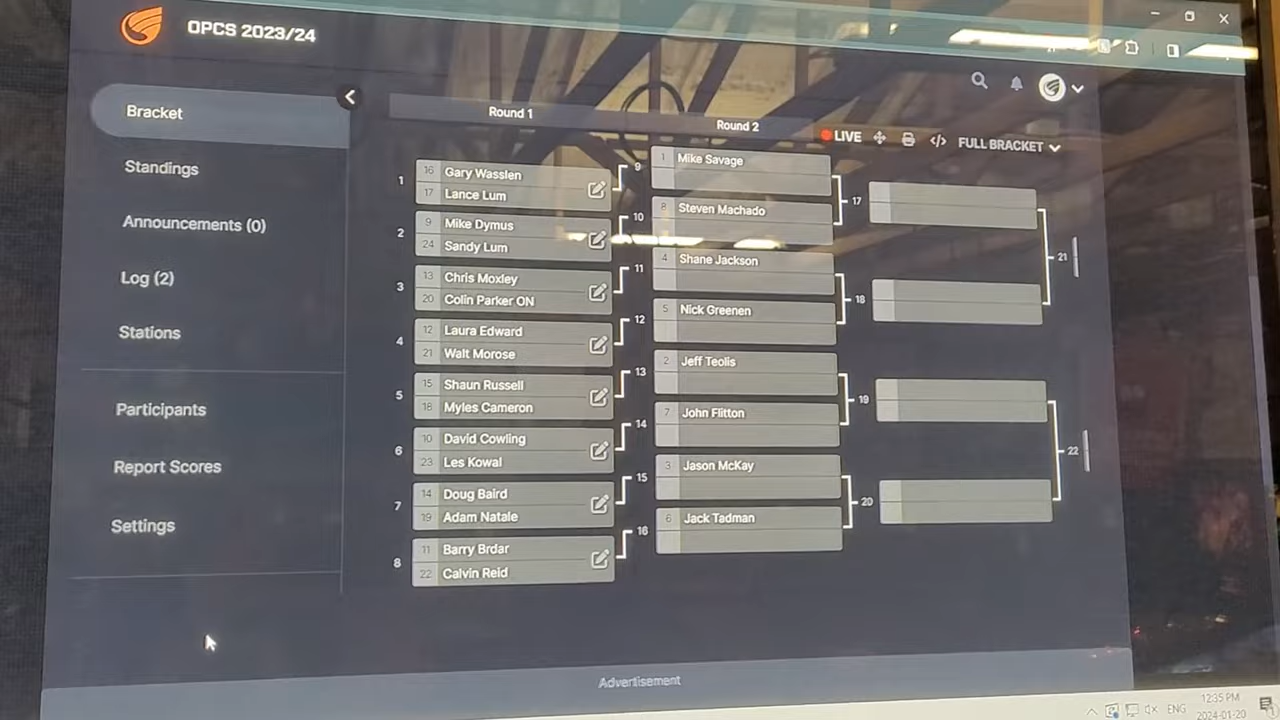 OPCS 2023/24
Bracket
Standings
Announcements (0)
Log (2)
Stations
Participants
Report Scores
Settings
Round 1
Round 2
LIVE
FULL BRACKET
1
16 Gary Wasslen
17 Lance Lum
2
9 Mike Dymus
24 Sandy Lum
3
13 Chris Moxley
20 Colin Parker ON
4
12 Laura Edward
21 Walt Morose
5
15 Shaun Russell
18 Myles Cameron
6
10 David Cowling
23 Les Kowal
7
14 Doug Baird
19 Adam Natale
8
11 Barry Brdar
22 Calvin Reid
9
1 Mike Savage
10
8 Steven Machado
11
4 Shane Jackson
12
5 Nick Greenen
13
2 Jeff Teolis
14
7 John Flitton
15
3 Jason McKay
16
6 Jack Tadman
17
18
19
20
21
22
Advertisement
ENG
12:35 PM
2024-01-20